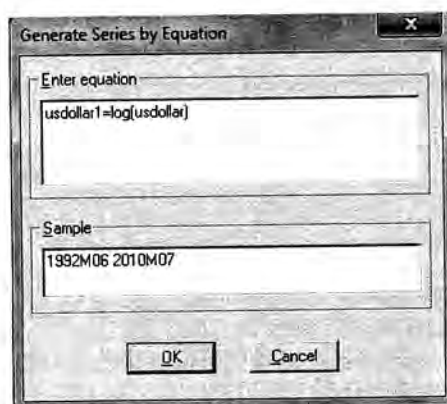 Generate Series by Equation
X
Enter equation
usdollar1=log(usdollar)
Sample
1992M06 2010M07
OK
Cancel